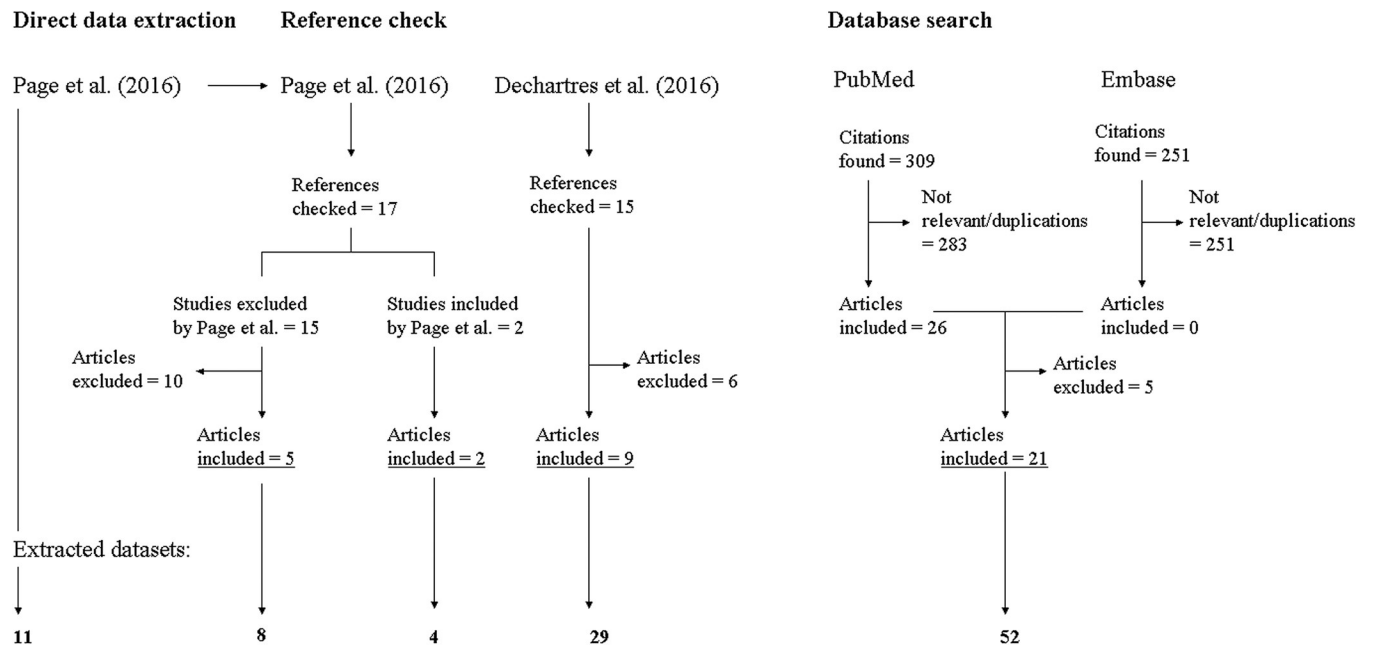 Direct data extraction
Reference check
Database search
Page et al. (2016)
Page et al. (2016)
Dechartres et al. (2016)
PubMed
Embase
References
checked = 17
References
checked = 15
Citations
found = 309
Citations
found = 251
Not
relevant/duplications
= 283
Not
relevant/duplications
= 251
Studies excluded
by Page et al. = 15
Studies included
by Page et al. = 2
Articles
included = 26
Articles
included = 0
Articles
excluded = 10
Articles
excluded = 6
Articles
excluded = 5
Articles
included = 5
Articles
included = 2
Articles
included = 9
Articles
included = 21
Extracted datasets:
11
8
4
29
52